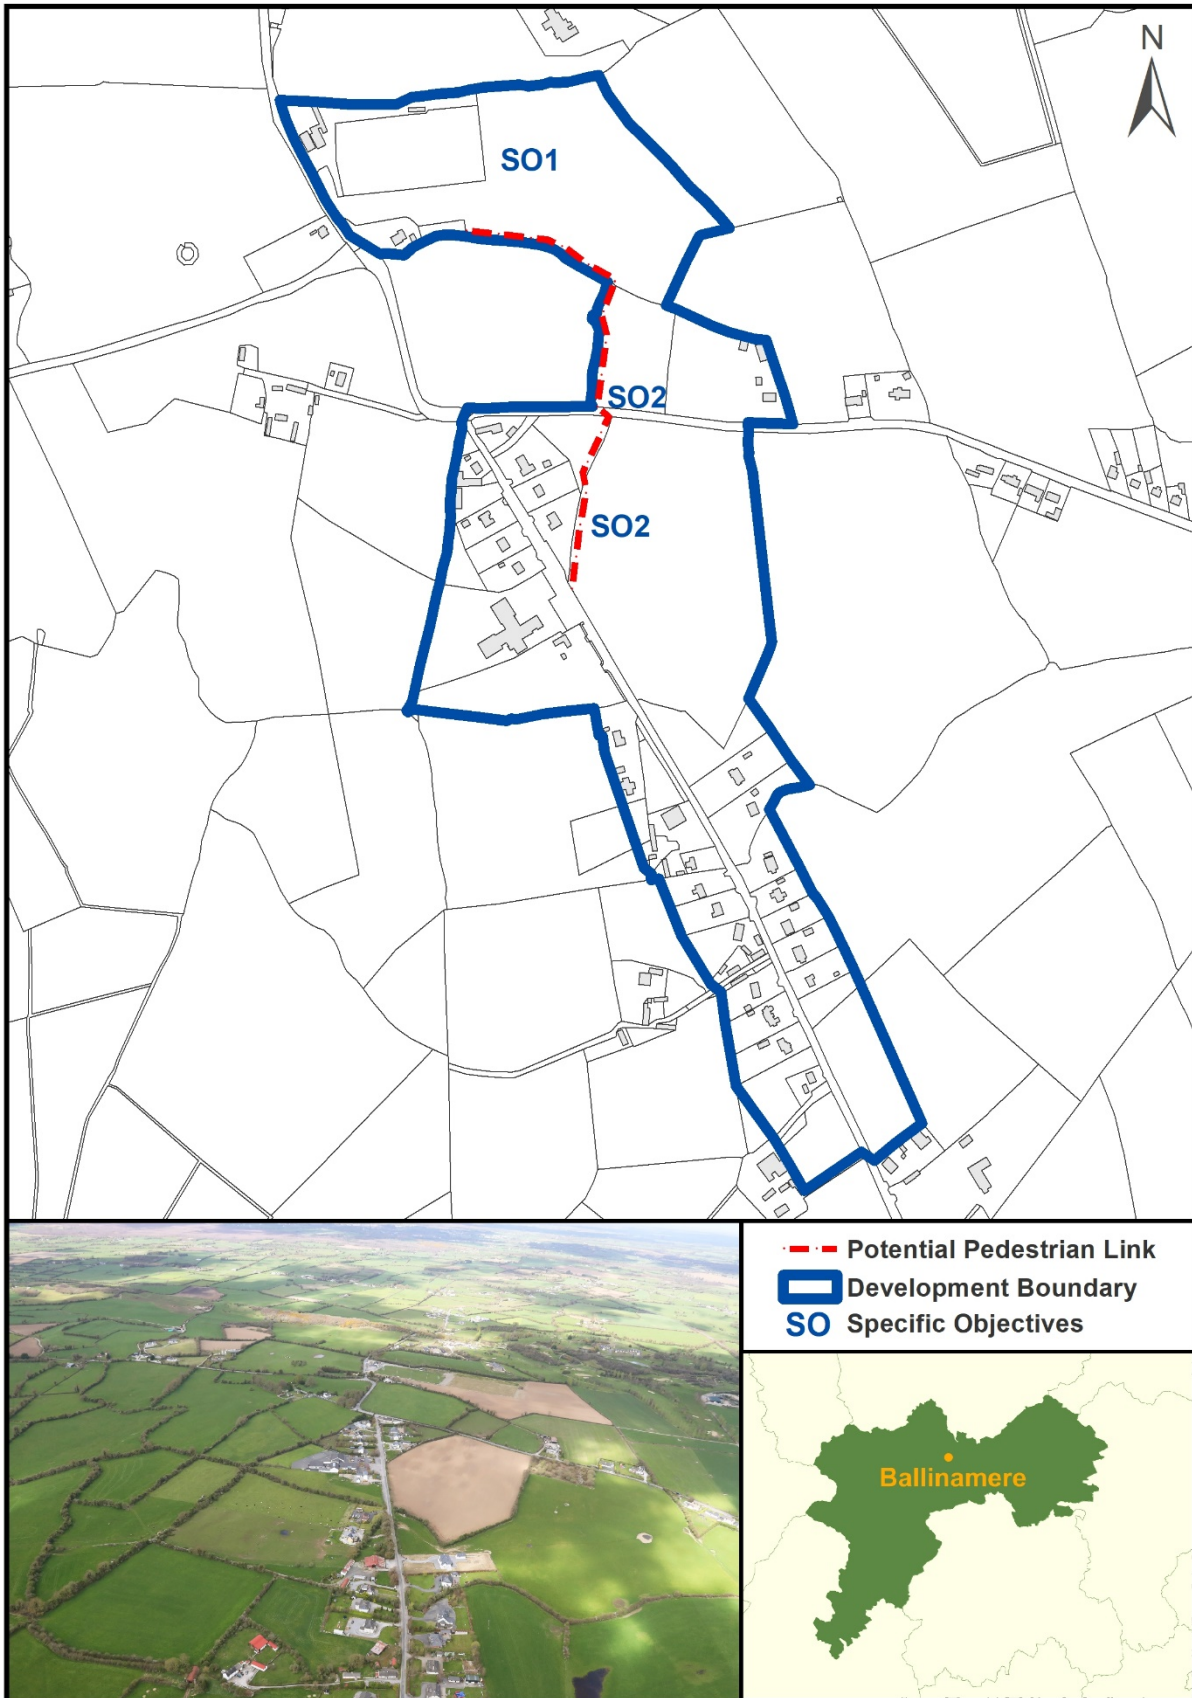 N
SO1
SO2
SO2
Potential Pedestrian Link
Development Boundary
SO Specific Objectives
Ballinamere